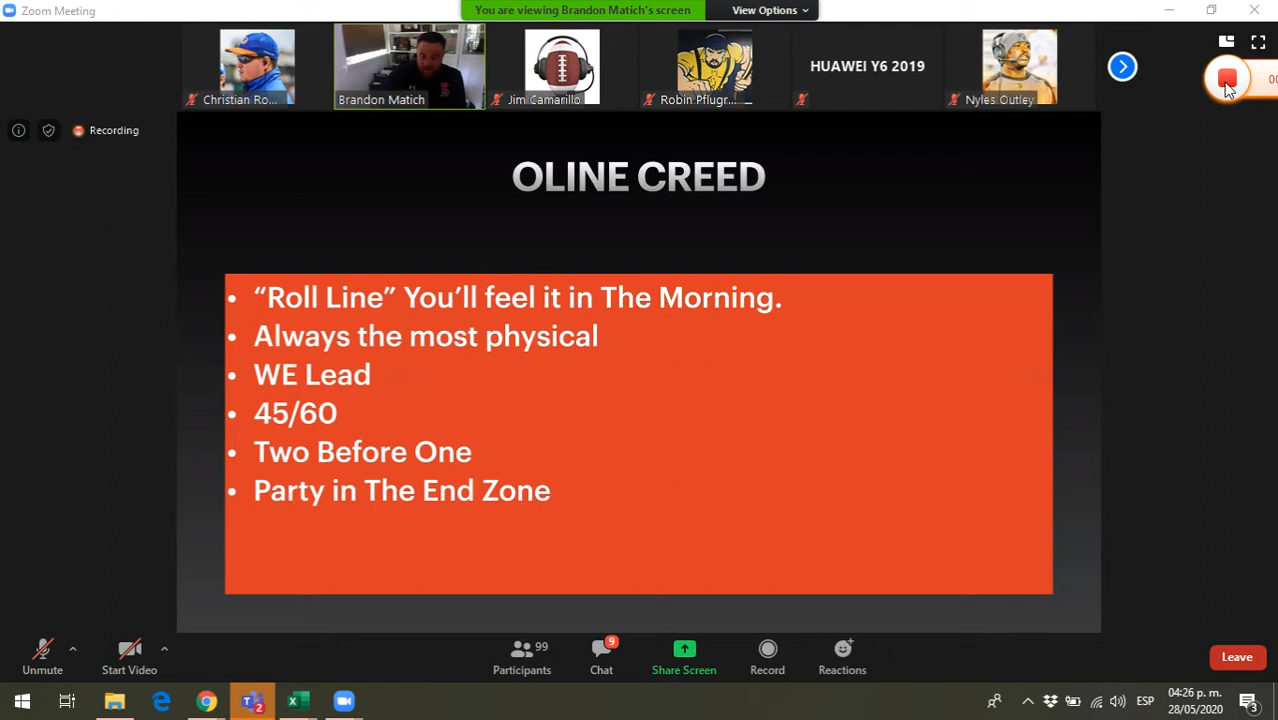 Zoom Meeting
You are viewing Brandon Matich's screen
View Options
Christian Ro...
Brandon Matich
Jim Camarillo
Robin Pflugr...
HUAWEI Y6 2019
Nyles Outley
00
Recording
OLINE CREED
• “Roll Line” You’ll feel it in The Morning.
• Always the most physical
• WE Lead
• 45/60
• Two Before One
• Party in The End Zone
Unmute
Start Video
99
Participants
9
Chat
Share Screen
Record
Reactions
Leave
2
ESP
04:26 p. m.
28/05/2020
3